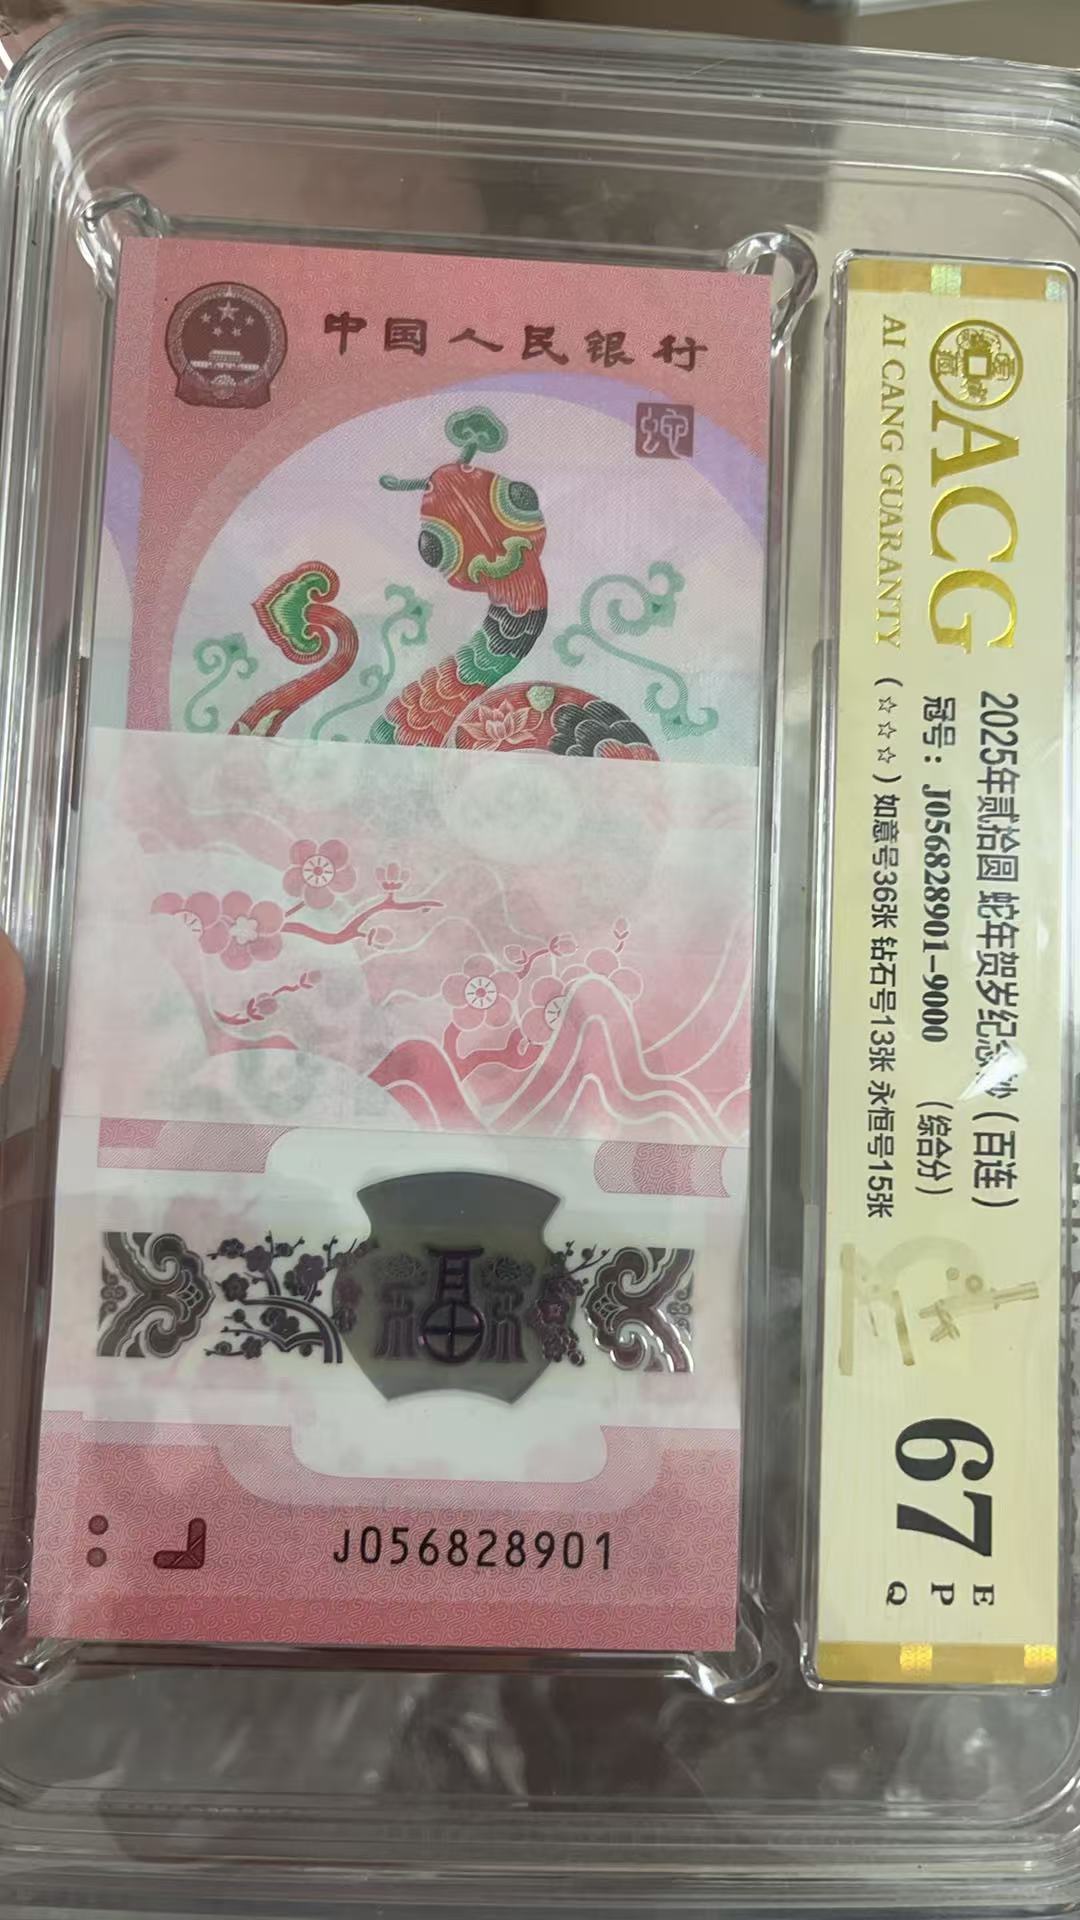 中国人民银行
J056828901
ACG
AI CANG GUARANTY
2025年贰拾圆 蛇年贺岁纪念钞（百连）
冠号：J056828901-9000 （综合分）
（☆☆☆）如意号36张 钻石号13张 永恒号15张
67
E
P
Q